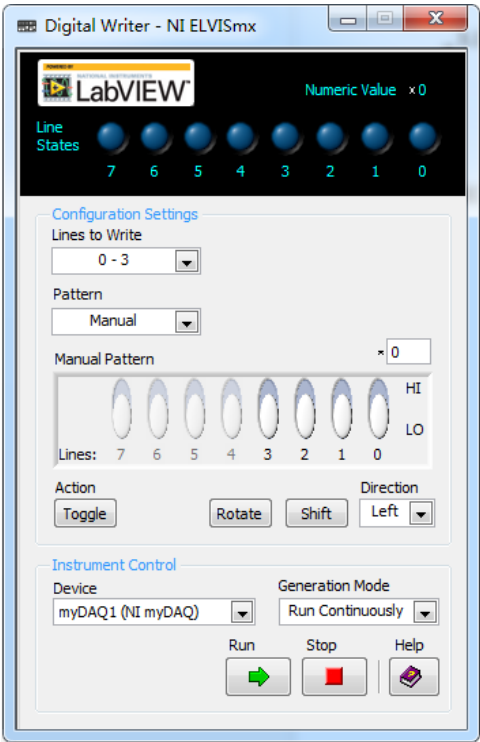 Digital Writer - NI ELVISmx
POWERED BY
NATIONAL INSTRUMENTS
LabVIEW™
Numeric Value × 0
Line
States
7 6 5 4 3 2 1 0
Configuration Settings
Lines to Write
0 - 3
Pattern
Manual
Manual Pattern
× 0
HI
LO
Lines: 7 6 5 4 3 2 1 0
Action
Direction
Toggle Rotate Shift Left
Instrument Control
Device
Generation Mode
myDAQ1 (NI myDAQ) Run Continuously
Run Stop Help